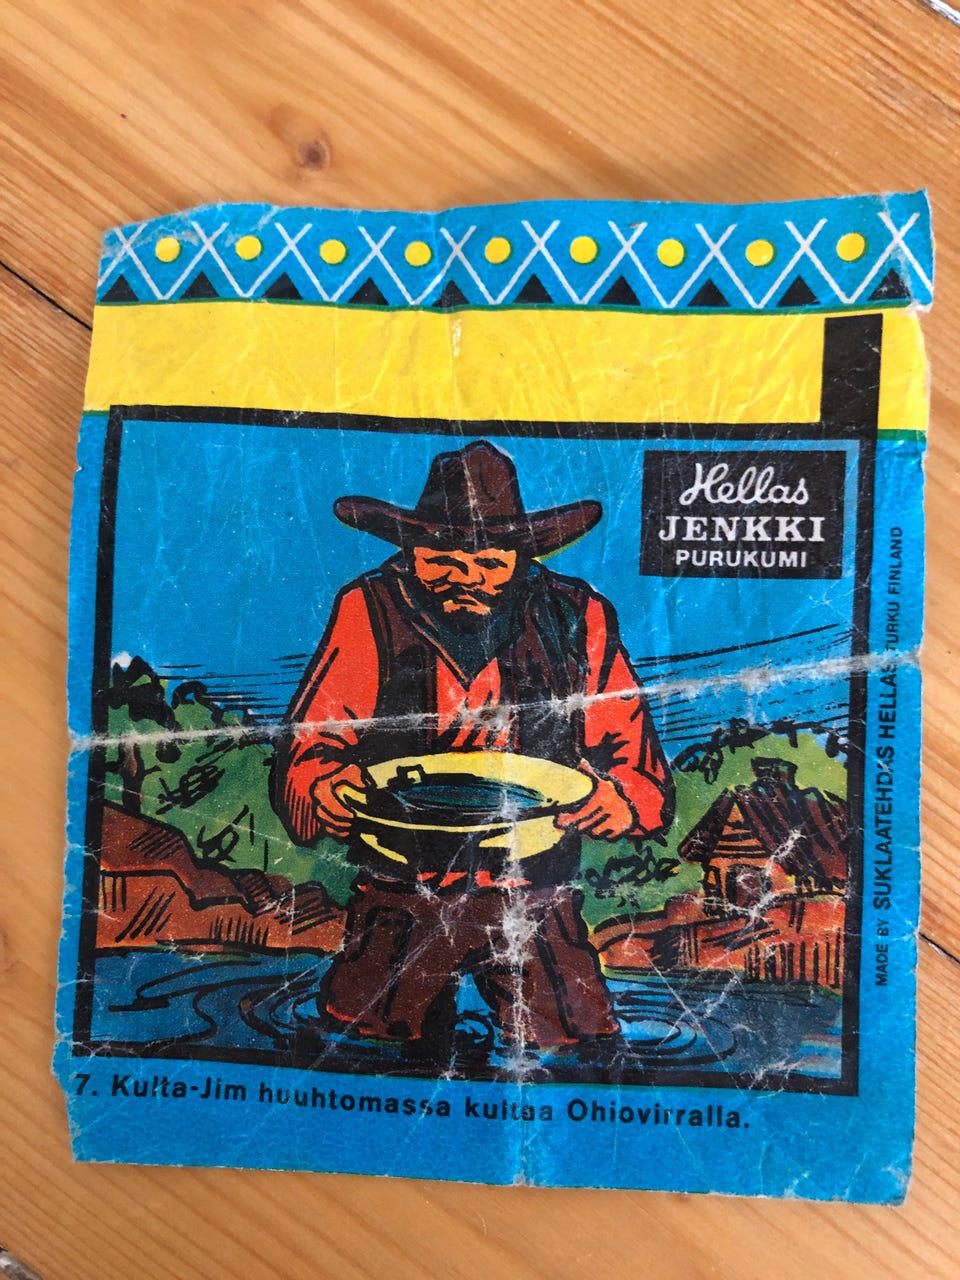 Hellas
JENKKI
PURUKUMI
MADE BY SUKLAATEHDAS HELLAS TURKU FINLAND
7. Kulta-Jim huuhtomassa kultaa Ohiovirralla.